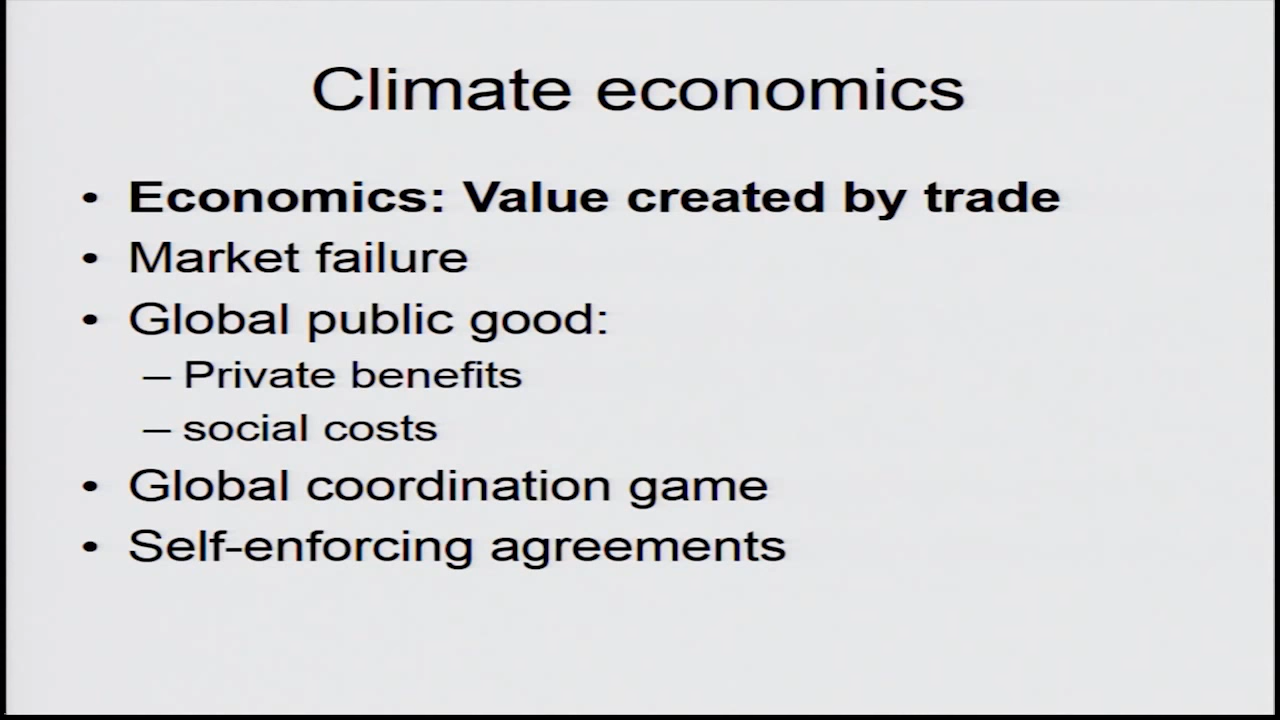 Climate economics
• Economics: Value created by trade
• Market failure
• Global public good:
– Private benefits
– social costs
• Global coordination game
• Self-enforcing agreements